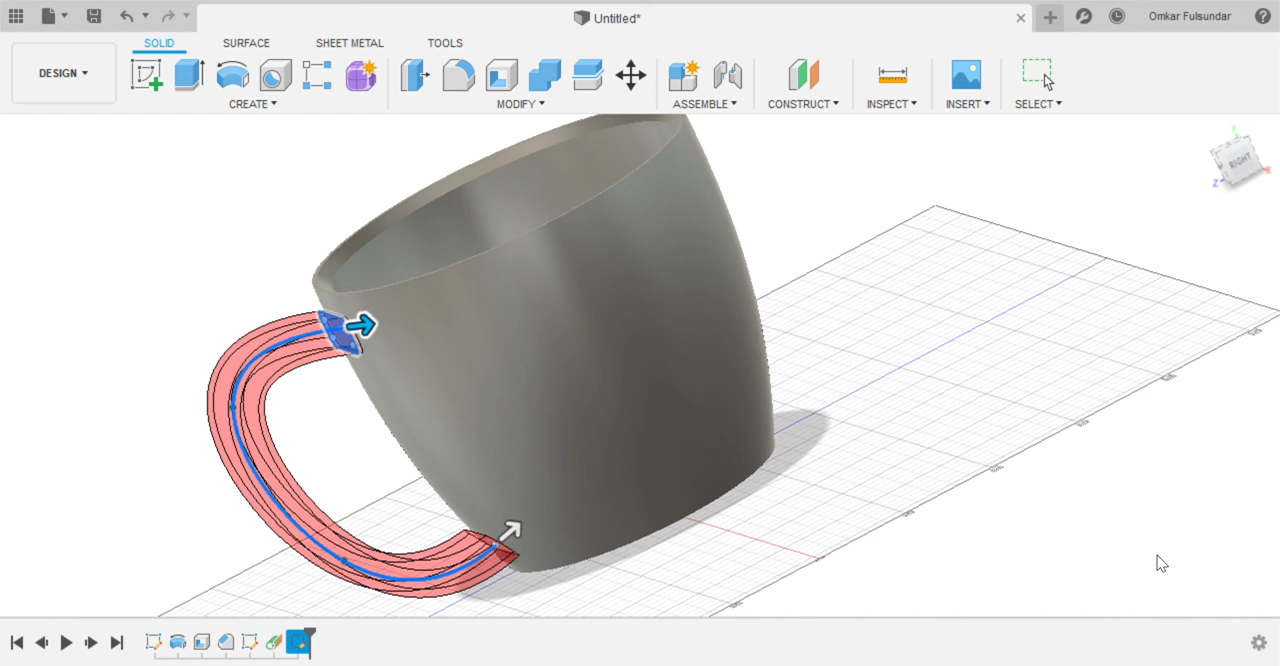 Untitled*
Omkar Fulsundar
SOLID SURFACE SHEET METAL TOOLS
DESIGN
CREATE MODIFY ASSEMBLE CONSTRUCT INSPECT INSERT SELECT
RIGHT
Z